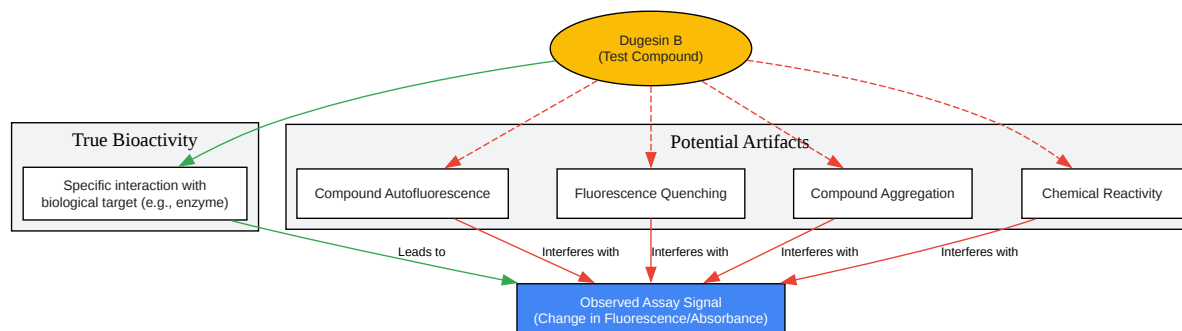 Dugesin B
(Test Compound)
True Bioactivity
Potential Artifacts
Specific interaction with
biological target (e.g., enzyme)
Compound Autofluorescence
Fluorescence Quenching
Compound Aggregation
Chemical Reactivity
Leads to
Interferes with
Interferes with
Interferes with
Interferes with
Observed Assay Signal
(Change in Fluorescence/Absorbance)